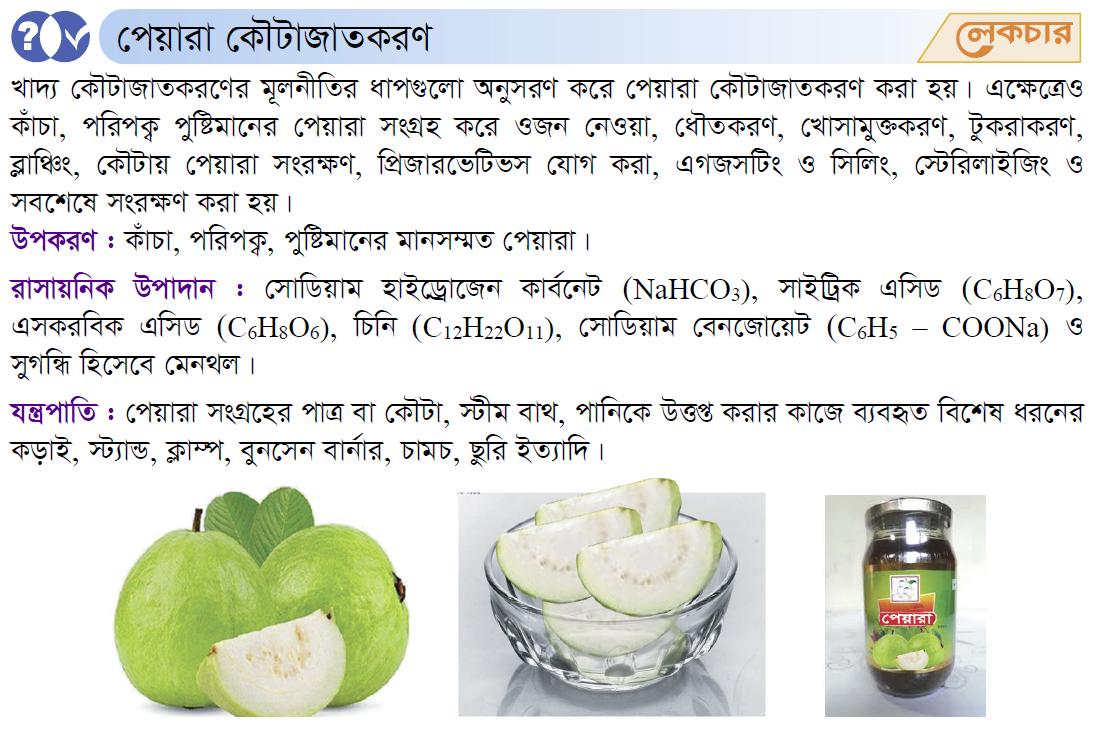 পেয়ারা কৌটাজাতকরণ
লেকচার
খাদ্য কৌটাজাতকরণের মূলনীতির ধাপগুলো অনুসরণ করে পেয়ারা কৌটাজাতকরণ করা হয়। এক্ষেত্রেও
কাঁচা, পরিপক্ব পুষ্টিমানের পেয়ারা সংগ্রহ করে ওজন নেওয়া, ধৌতকরণ, খোসামুক্তকরণ, টুকরাকরণ,
ব্লাঞ্চিং, কৌটায় পেয়ারা সংরক্ষণ, প্রিজারভেটিভস যোগ করা, এগজসটিং ও সিলিং, স্টেরিলাইজিং ও
সবশেষে সংরক্ষণ করা হয়।
উপকরণ : কাঁচা, পরিপক্ব, পুষ্টিমানের মানসম্মত পেয়ারা।
রাসায়নিক উপাদান : সোডিয়াম হাইড্রোজেন কার্বনেট (NaHCO₃), সাইট্রিক এসিড (C₆H₈O₇),
এসকরবিক এসিড (C₆H₈O₆), চিনি (C₁₂H₂₂O₁₁), সোডিয়াম বেনজোয়েট (C₆H₅ – COONa) ও
সুগন্ধি হিসেবে মেনথল।
যন্ত্রপাতি : পেয়ারা সংগ্রহের পাত্র বা কৌটা, স্টীম বাথ, পানিকে উত্তপ্ত করার কাজে ব্যবহৃত বিশেষ ধরনের
কড়াই, স্ট্যান্ড, ক্লাম্প, বুনসেন বার্নার, চামচ, ছুরি ইত্যাদি।
পেয়ারা